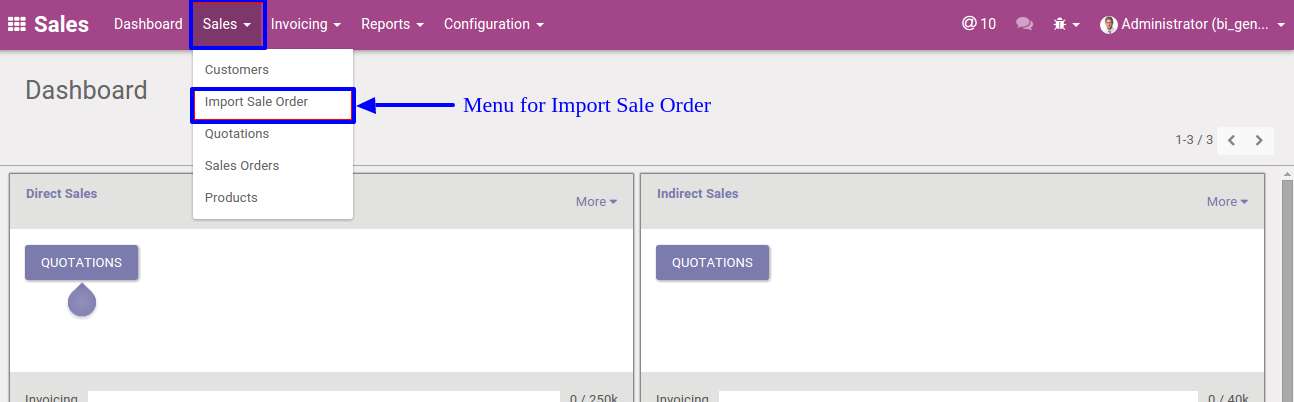 Sales Dashboard Sales Invoicing Reports Configuration @ 10 Administrator (bi_gen...
Customers
Dashboard
Import Sale Order Menu for Import Sale Order
Quotations
1-3 / 3
Sales Orders
Products
Direct Sales
More
QUOTATIONS
Invoicing 0 / 250k
Indirect Sales
More
QUOTATIONS
Invoicing 0 / 40k